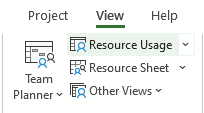 Project View Help
Resource Usage
Resource Sheet
Other Views
Team
Planner